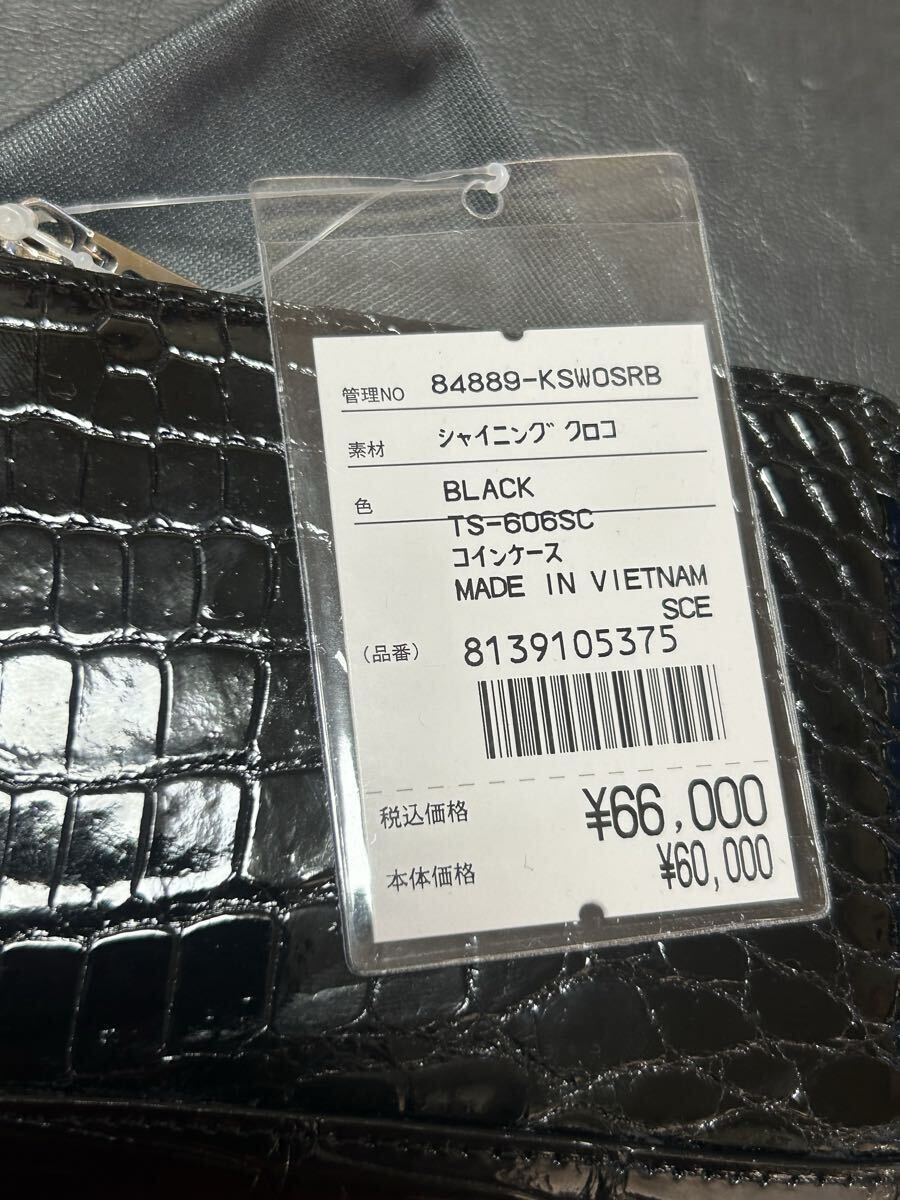 管理NO 84889-KSW0SRB
素材 シャイニング クロコ
色 BLACK
TS-606SC
コインケース
MADE IN VIETNAM
SCE
(品番) 8139105375
税込価格 ¥66,000
本体価格 ¥60,000